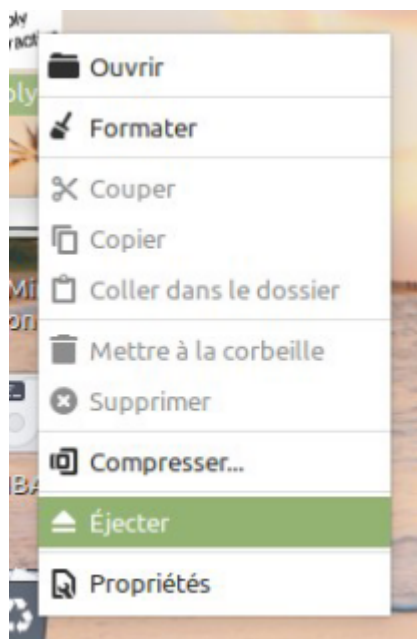 Ouvrir
Formater
Couper
Copier
Coller dans le dossier
Mettre à la corbeille
Supprimer
Compresser...
Éjecter
Propriétés